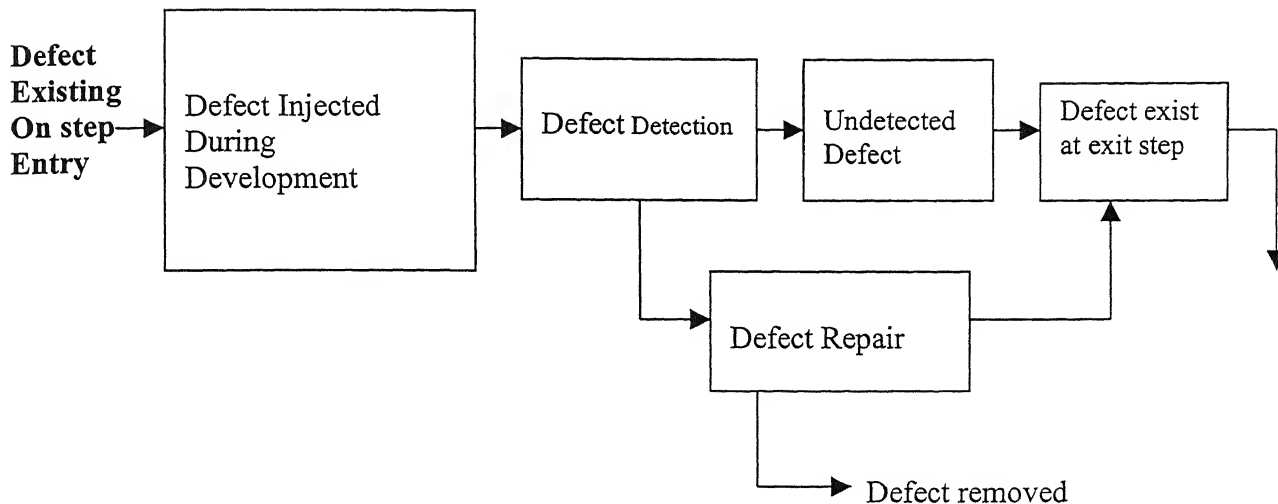 Defect
Existing
On step
Entry
Defect Injected
During
Development
Defect Detection
Undetected
Defect
Defect exist
at exit step
Defect Repair
Defect removed